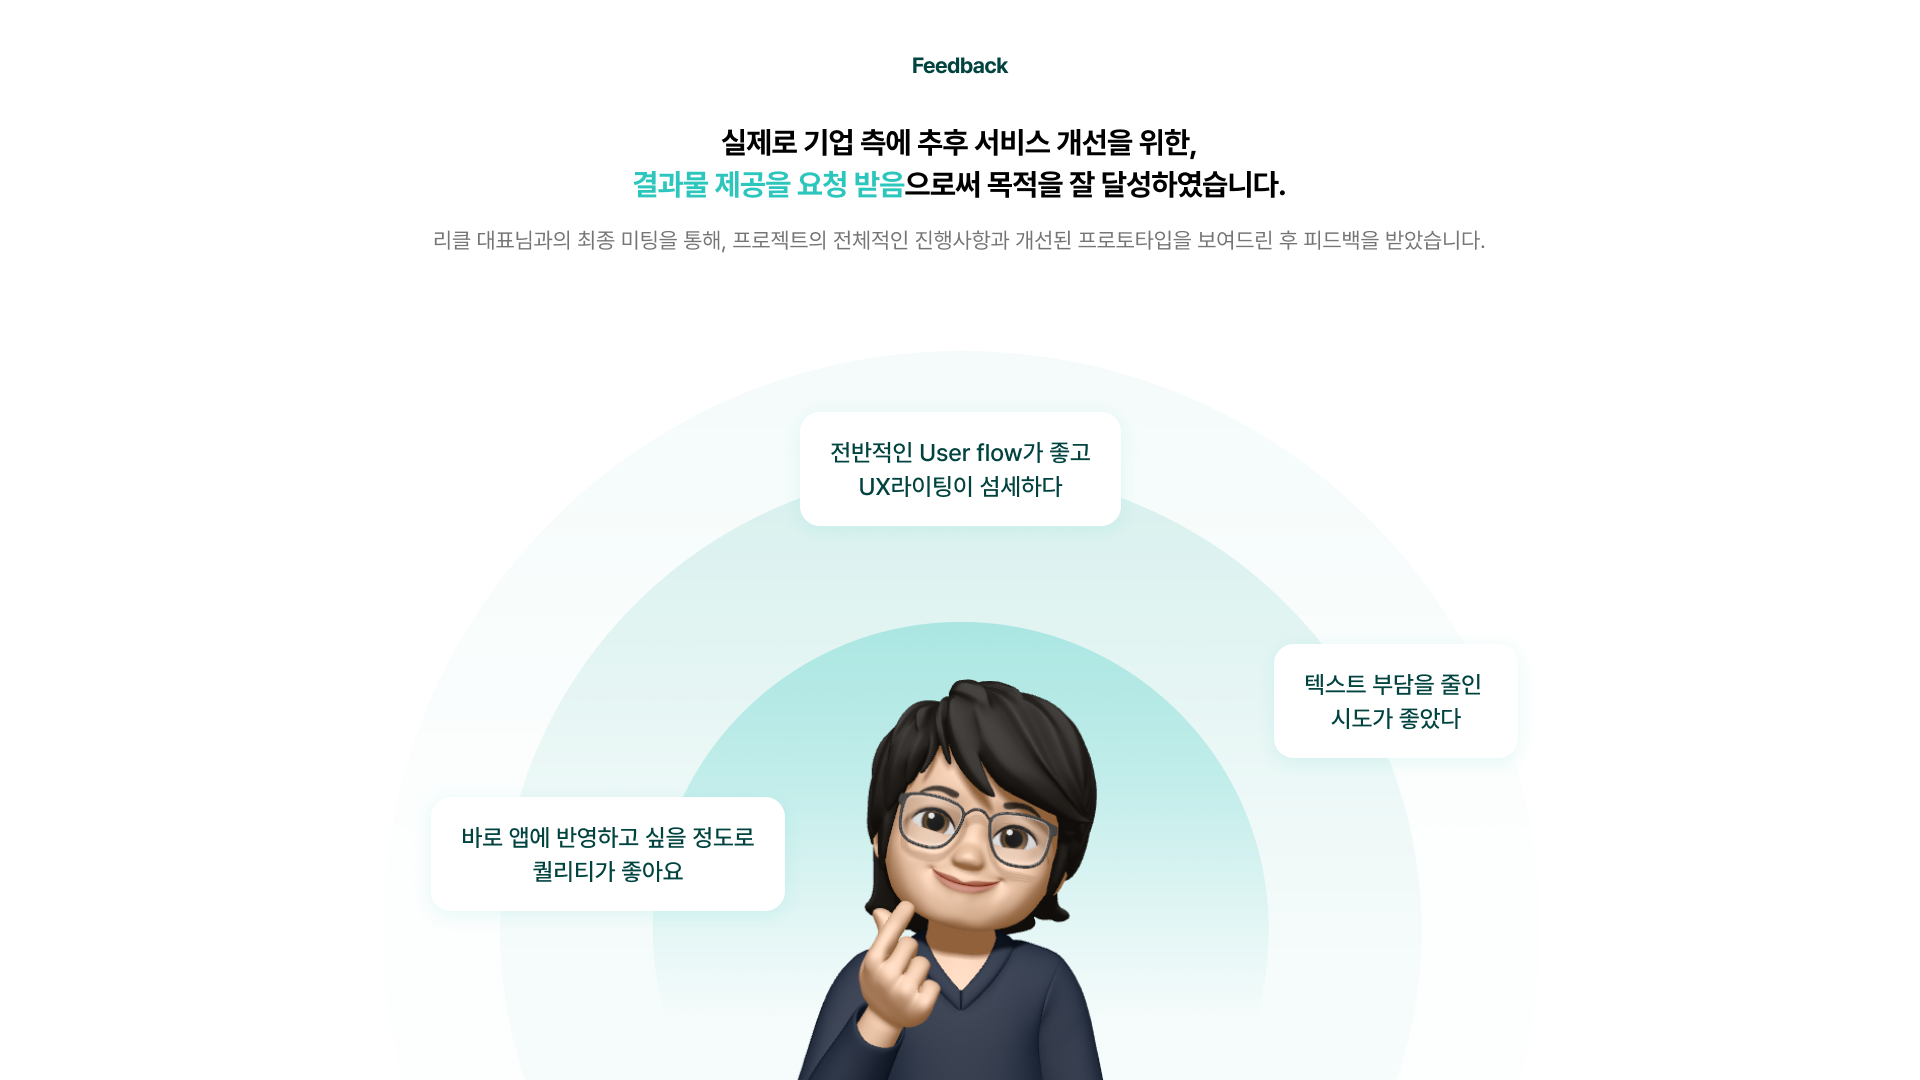 Feedback
실제로 기업 측에 추후 서비스 개선을 위한,
결과물 제공을 요청 받음으로써 목적을 잘 달성하였습니다.
리클 대표님과의 최종 미팅을 통해, 프로젝트의 전체적인 진행사항과 개선된 프로토타입을 보여드린 후 피드백을 받았습니다.
전반적인 User flow가 좋고
UX라이팅이 섬세하다
텍스트 부담을 줄인
시도가 좋았다
바로 앱에 반영하고 싶을 정도로
퀄리티가 좋아요